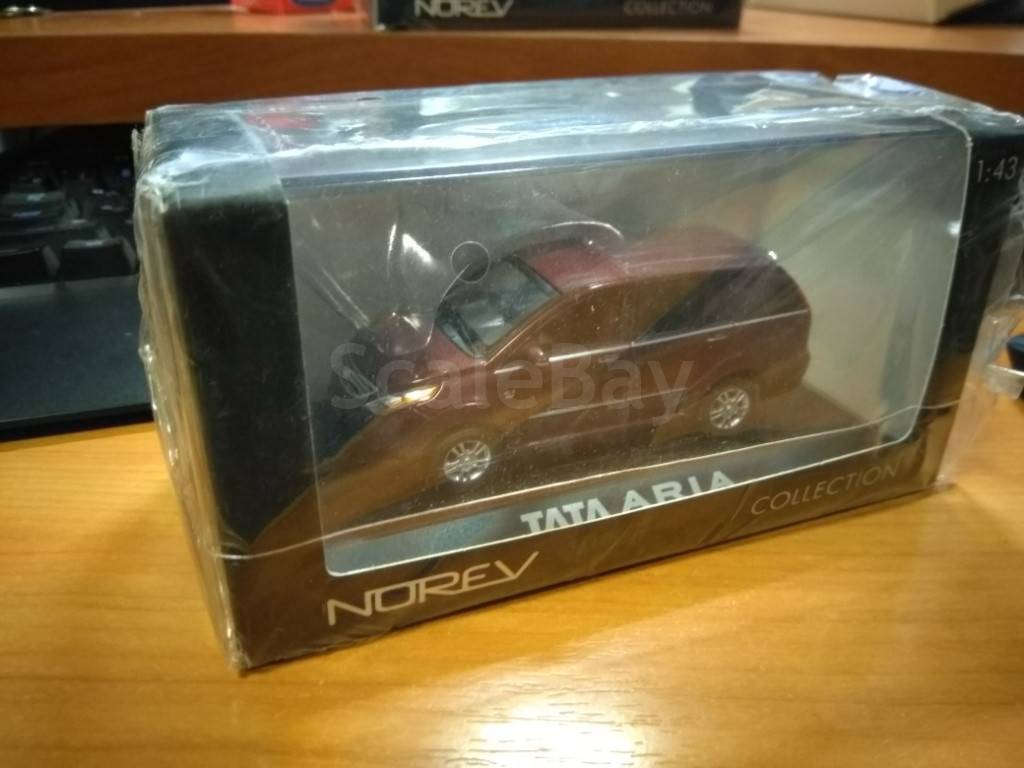 NOREV
COLLECTION
1:43
ScaleBay
TATA ARIA
COLLECTION
NOREV